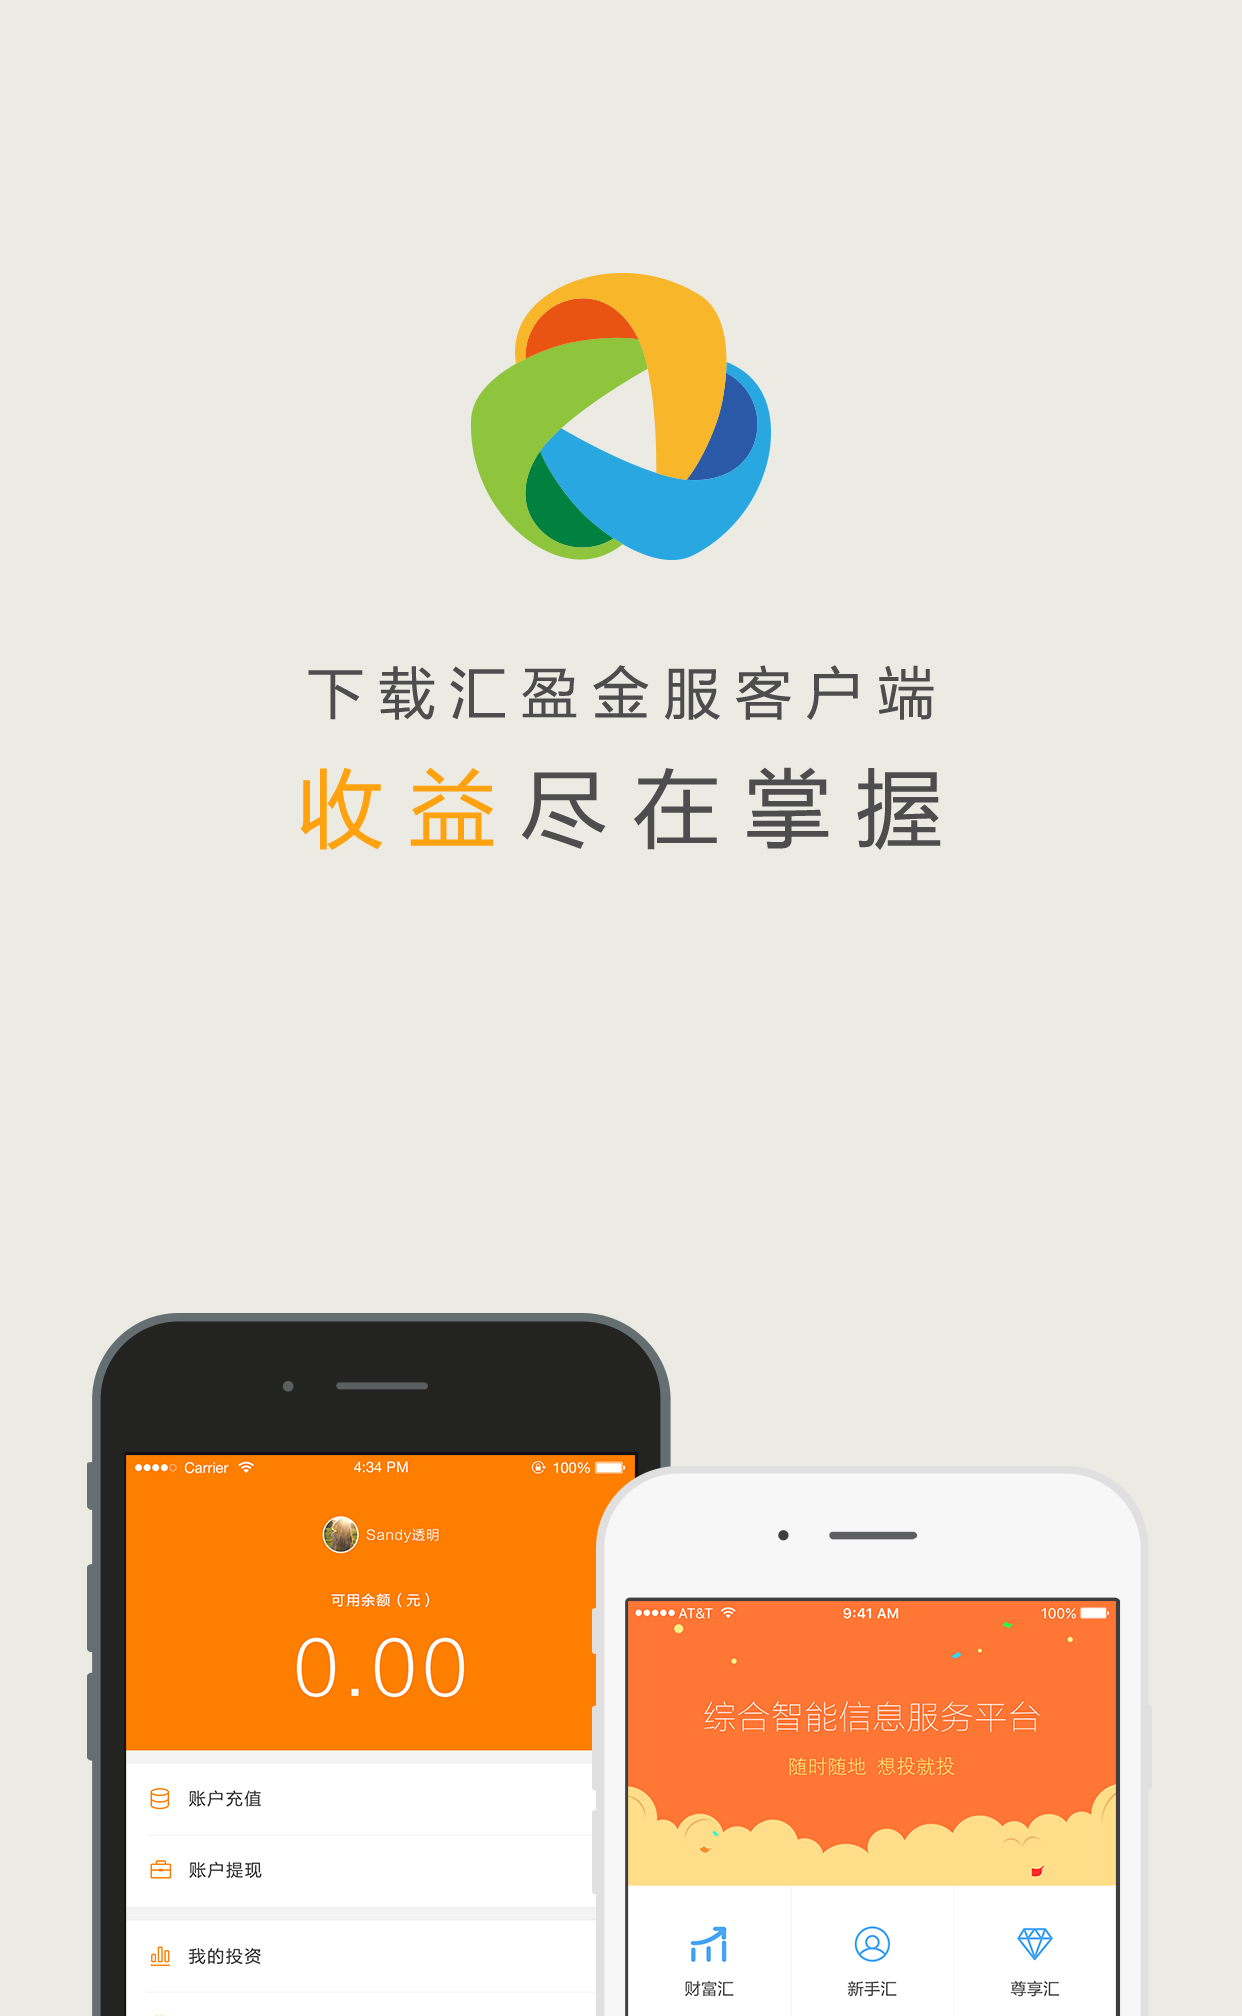 下载汇盈金服客户端
收益尽在掌握
Carrier 4:34 PM 100%
Sandy透明
可用余额（元）
0.00
账户充值
账户提现
我的投资
AT&T 9:41 AM 100%
综合智能信息服务平台
随时随地 想投就投
财富汇 新手汇 尊享汇